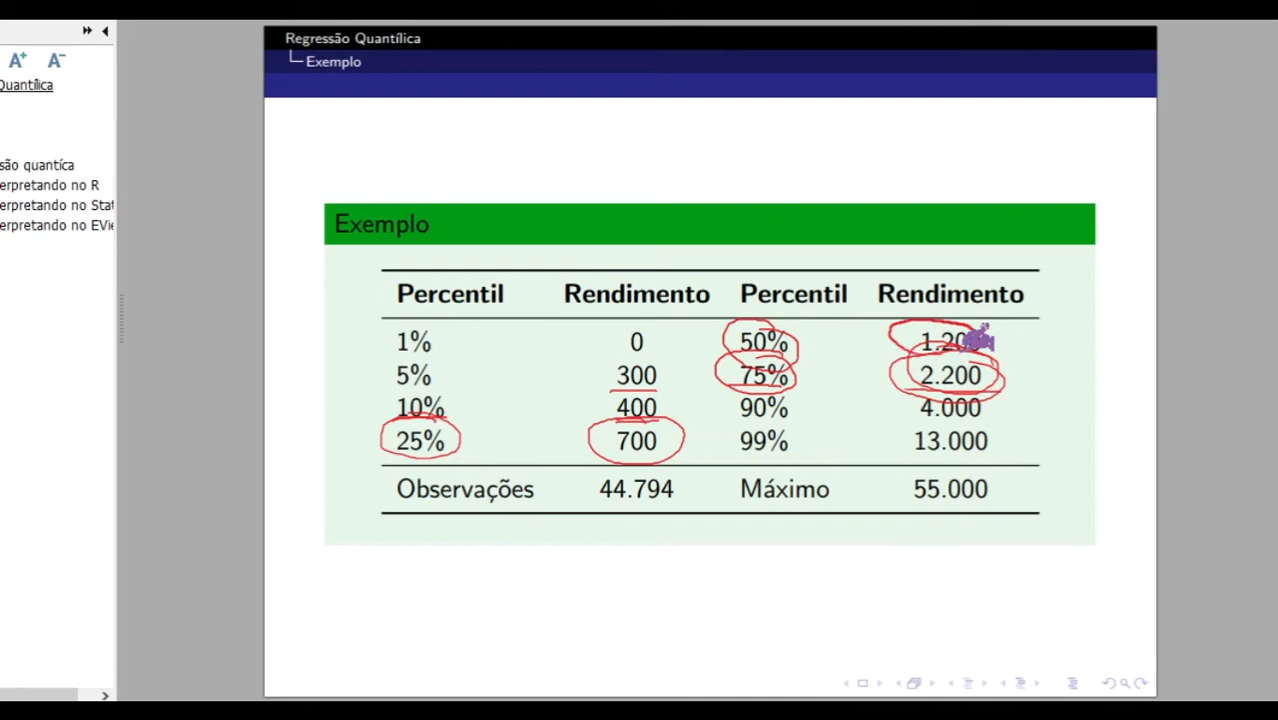 Regressão Quantílica
Exemplo
A+ A-
Quantílica
são quantíca
erpretando no R
erpretando no Stat
erpretando no EVie
Exemplo
Percentil Rendimento Percentil Rendimento
1% 0 50% 1.200
5% 300 75% 2.200
10% 400 90% 4.000
25% 700 99% 13.000
Observações 44.794 Máximo 55.000